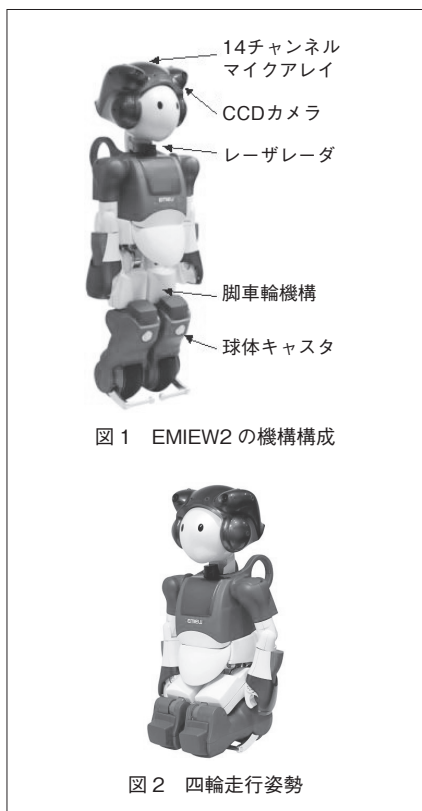 14チャンネル
マイクアレイ
CCDカメラ
レーザレーダ
脚車輪機構
球体キャスタ
図1 EMIEW2 の機構構成
図2 四輪走行姿勢